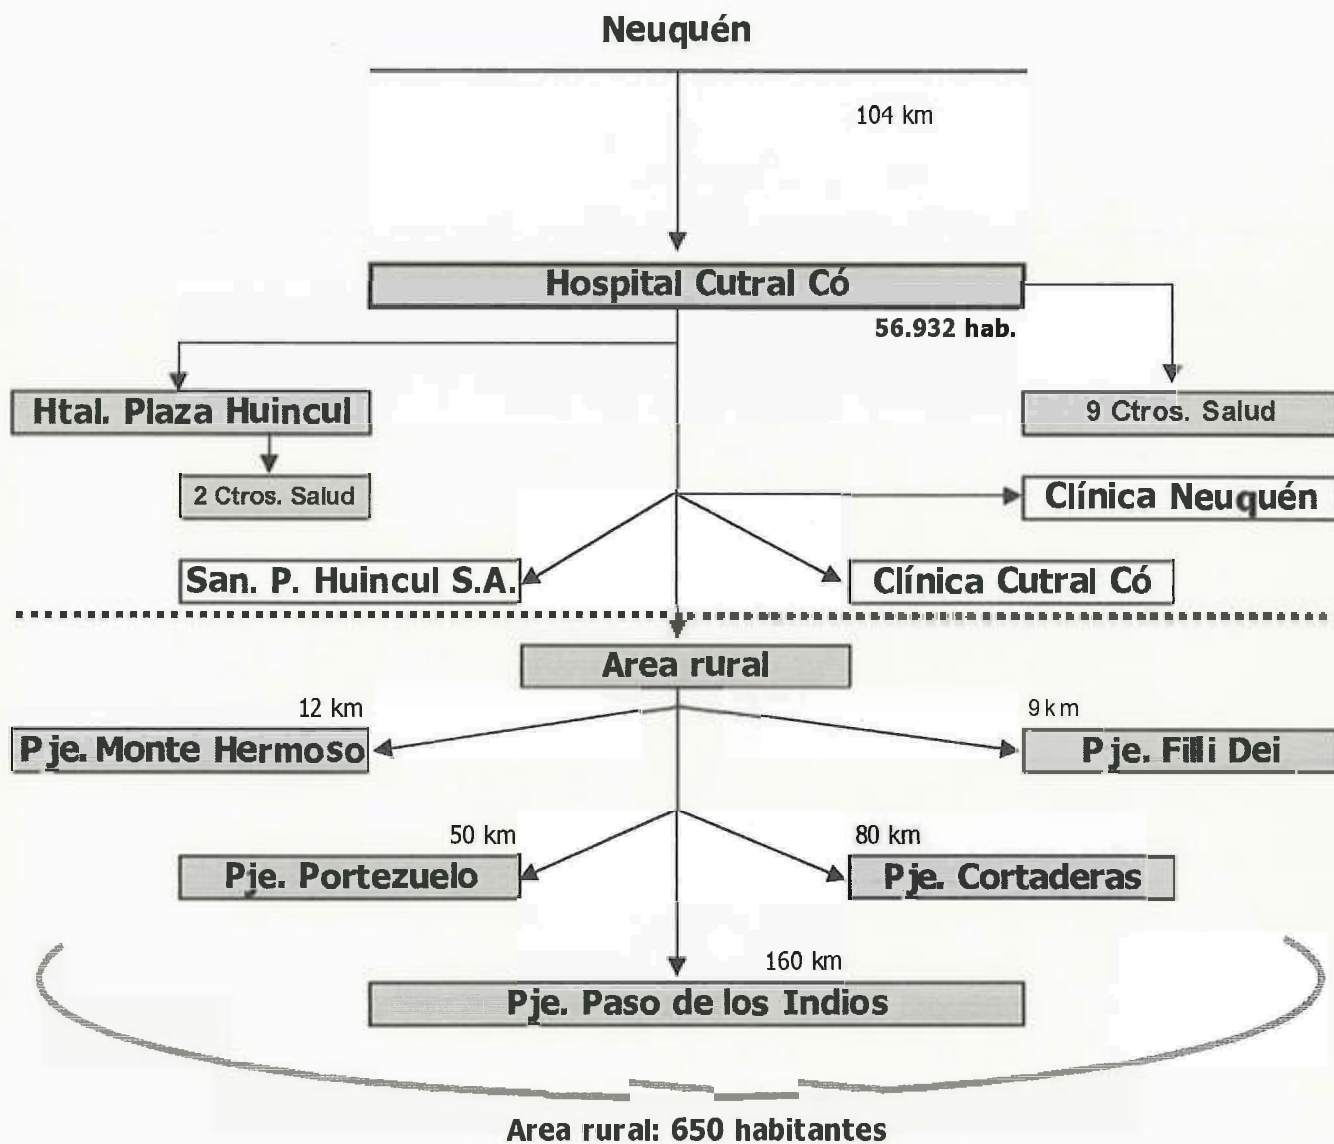 Neuquén
104 km
Hospital Cutral Có
56.932 hab.
Htal. Plaza Huincul
9 Ctros. Salud
2 Ctros. Salud
Clínica Neuquén
San. P. Huincul S.A.
Clínica Cutral Có
Area rural
12 km
9 km
Pje. Monte Hermoso
Pje. Filli Dei
50 km
80 km
Pje. Portezuelo
Pje. Cortaderas
160 km
Pje. Paso de los Indios
Area rural: 650 habitantes